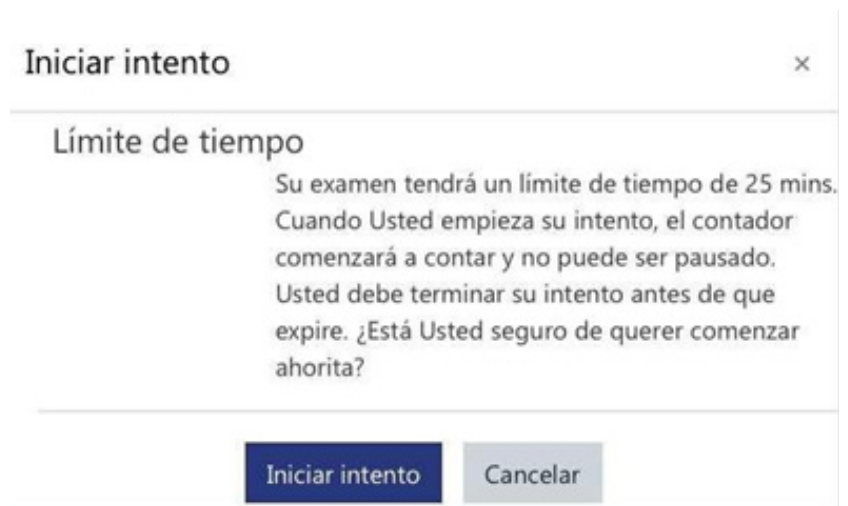 Iniciar intento ×
Límite de tiempo
Su examen tendrá un límite de tiempo de 25 mins.
Cuando Usted empieza su intento, el contador
comenzará a contar y no puede ser pausado.
Usted debe terminar su intento antes de que
expire. ¿Está Usted seguro de querer comenzar
ahorita?
Iniciar intento Cancelar